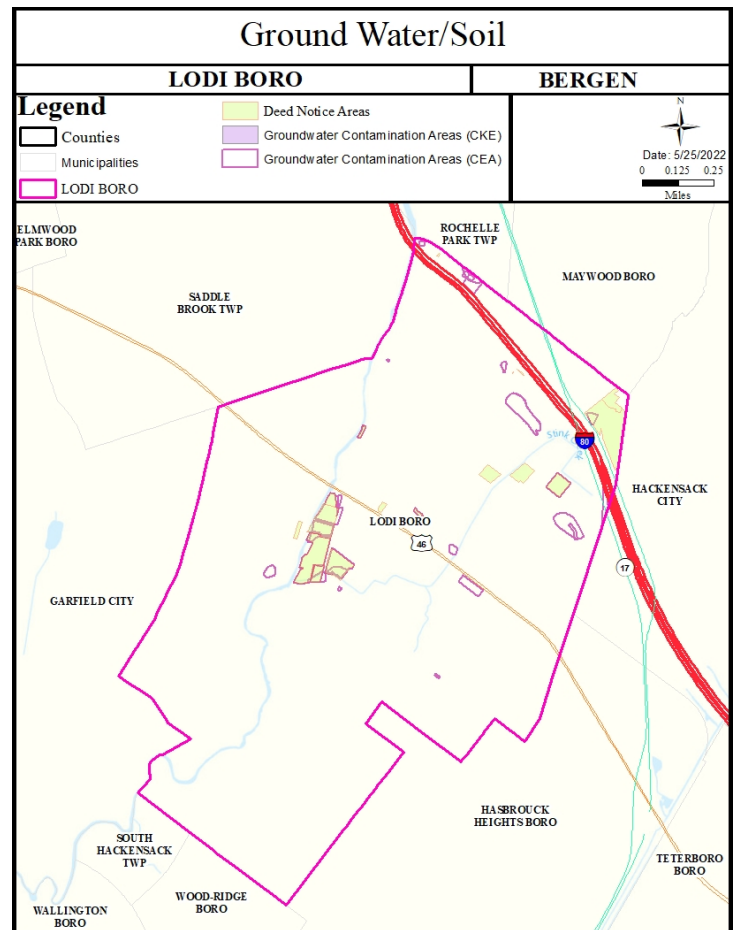 Ground Water/Soil
LODI BORO
BERGEN
Legend
Counties
Municipalities
LODI BORO
Deed Notice Areas
Groundwater Contamination Areas (CKE)
Groundwater Contamination Areas (CEA)
N
Date: 5/25/2022
0 0.125 0.25
Miles
ELMWOOD
PARK BORO
ROCHELLE
PARK TWP
MAYWOOD BORO
SADDLE
BROOK TWP
80
HACKENSACK
CITY
LODI BORO
46
17
GARFIELD CITY
HASBROUCK
HEIGHTS BORO
SOUTH
HACKENSACK
TWP
TETERBORO
BORO
WOOD-RIDGE
BORO
WALLINGTON
BORO